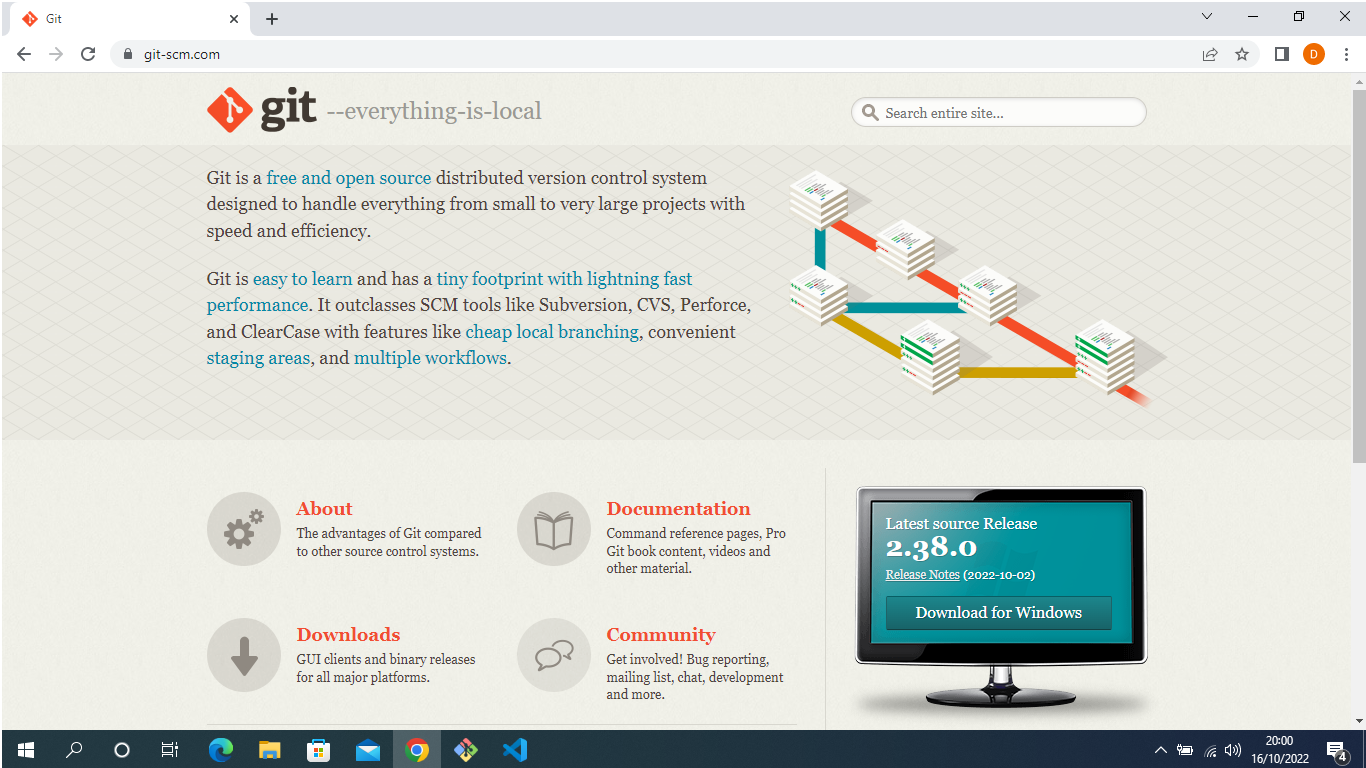 Git
git-scm.com
D
git --everything-is-local
Search entire site...
Git is a free and open source distributed version control system
designed to handle everything from small to very large projects with
speed and efficiency.
Git is easy to learn and has a tiny footprint with lightning fast
performance. It outclasses SCM tools like Subversion, CVS, Perforce,
and ClearCase with features like cheap local branching, convenient
staging areas, and multiple workflows.
About
The advantages of Git compared
to other source control systems.
Documentation
Command reference pages, Pro
Git book content, videos and
other material.
Downloads
GUI clients and binary releases
for all major platforms.
Community
Get involved! Bug reporting,
mailing list, chat, development
and more.
Latest source Release
2.38.0
Release Notes (2022-10-02)
Download for Windows
20:00
16/10/2022
4